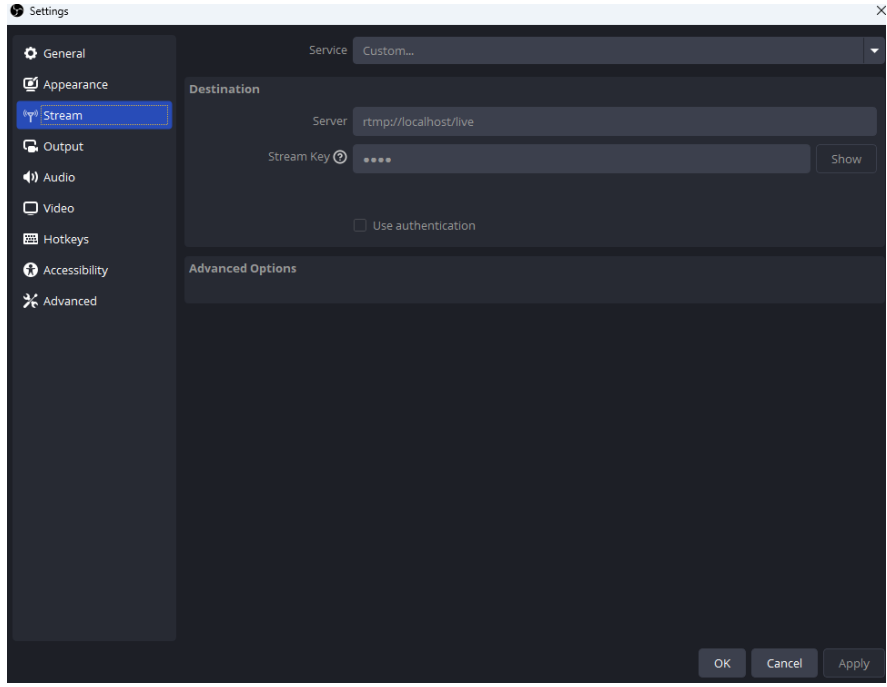 Settings
General
Appearance
Stream
Output
Audio
Video
Hotkeys
Accessibility
Advanced
Service Custom...
Destination
Server rtmp://localhost/live
Stream Key ? •••• Show
Use authentication
Advanced Options
OK Cancel Apply